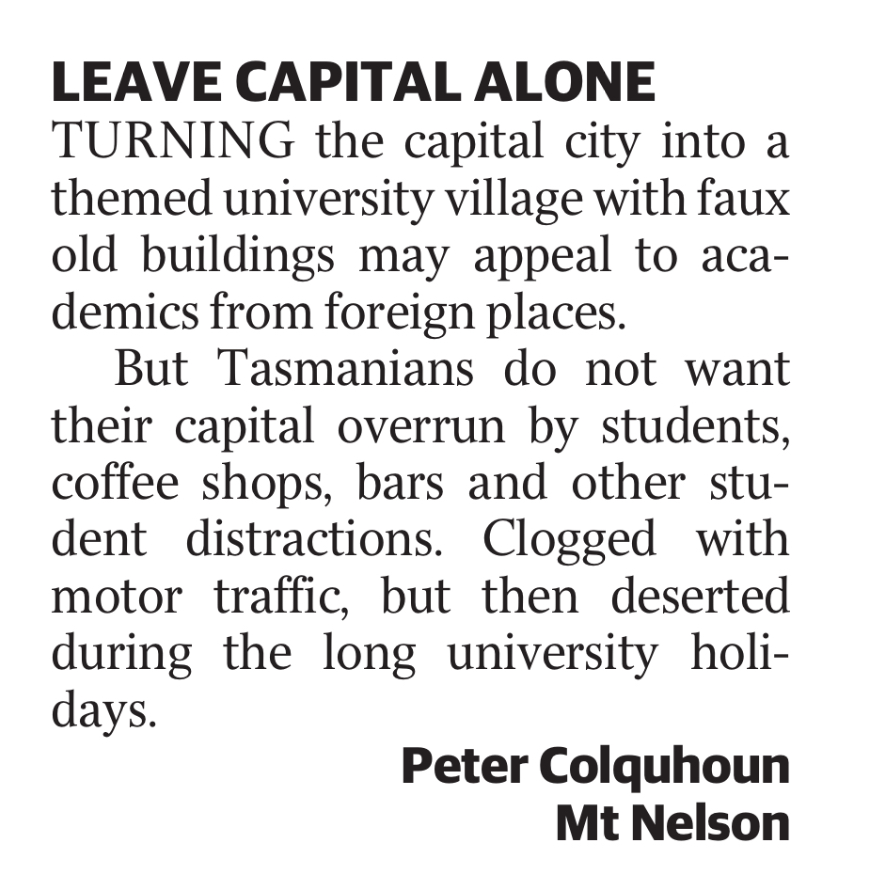 LEAVE CAPITAL ALONE
TURNING the capital city into a
themed university village with faux
old buildings may appeal to aca-
demics from foreign places.
But Tasmanians do not want
their capital overrun by students,
coffee shops, bars and other stu-
dent distractions. Clogged with
motor traffic, but then deserted
during the long university holi-
days.
Peter Colquhoun
Mt Nelson